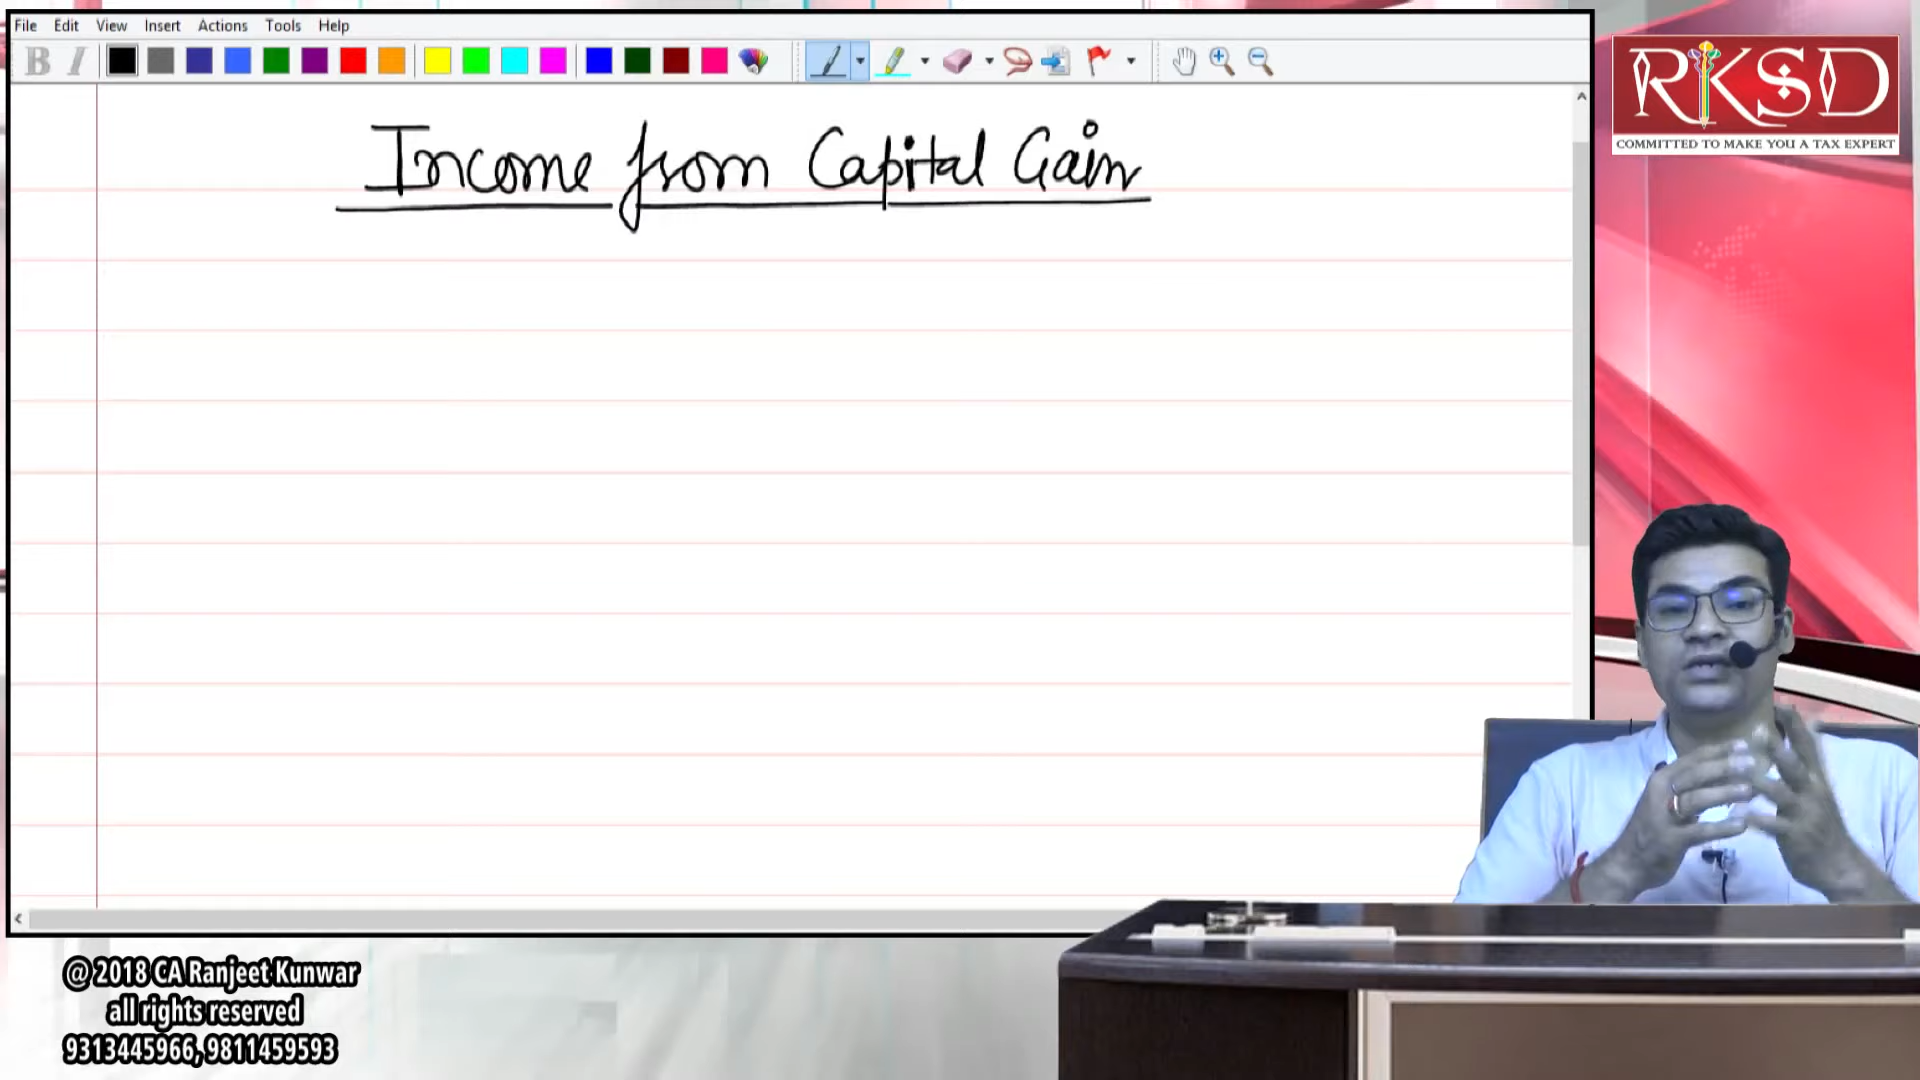 File Edit View Insert Actions Tools Help
B I
Income from Capital Gain
RKSD
COMMITTED TO MAKE YOU A TAX EXPERT
@ 2018 CA Ranjeet Kunwar
all rights reserved
9313445966, 9811459593